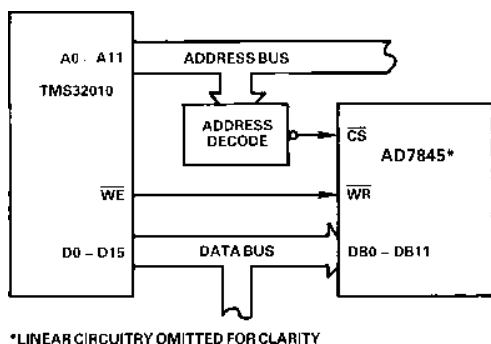 A0 - A11
ADDRESS BUS
TMS32010
ADDRESS
DECODE
CS
AD7845*
WE
WR
D0 – D15
DATA BUS
DB0 – DB11
*LINEAR CIRCUITRY OMITTED FOR CLARITY